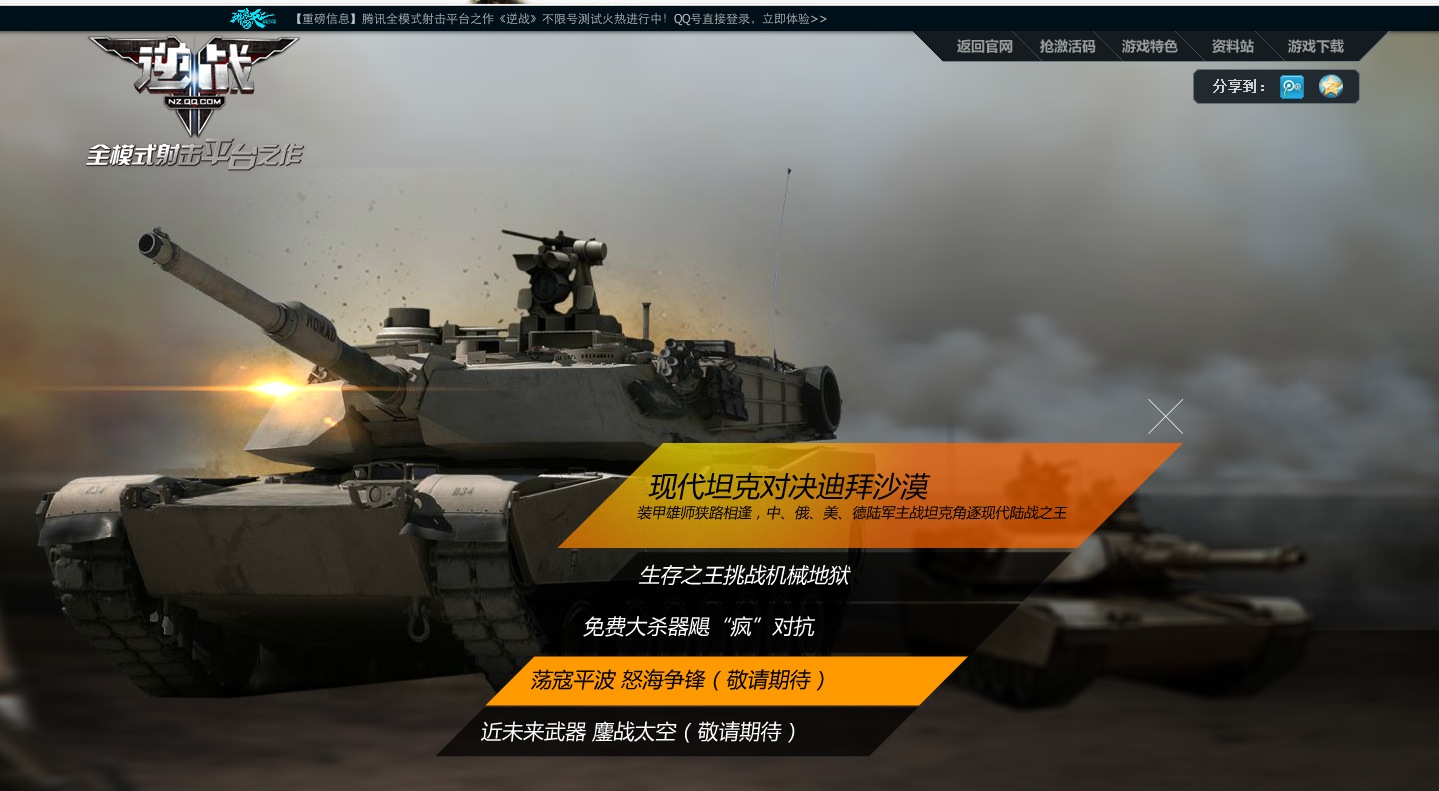 【重磅信息】腾讯全模式射击平台之作《逆战》不限号测试火热进行中！QQ号直接登录，立即体验>>
返回官网 抢激活码 游戏特色 资料站 游戏下载
分享到：
逆战
NZ.QQ.COM
全模式射击平台之作
NOMAD
现代坦克对决迪拜沙漠
装甲雄师狭路相逢，中、俄、美、德陆军主战坦克角逐现代陆战之王
生存之王挑战机械地狱
免费大杀器飓“疯”对抗
荡寇平波 怒海争锋（敬请期待）
近未来武器 鏖战太空（敬请期待）